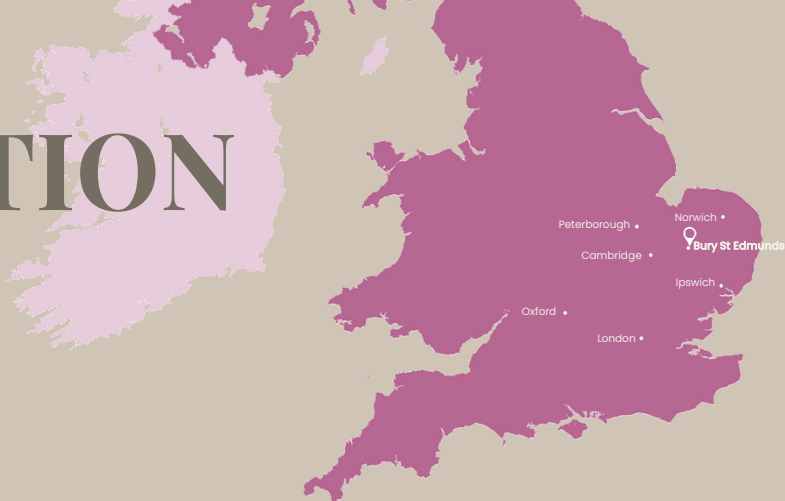 TION
Norwich
Peterborough
Bury St Edmunds
Cambridge
Ipswich
Oxford
London